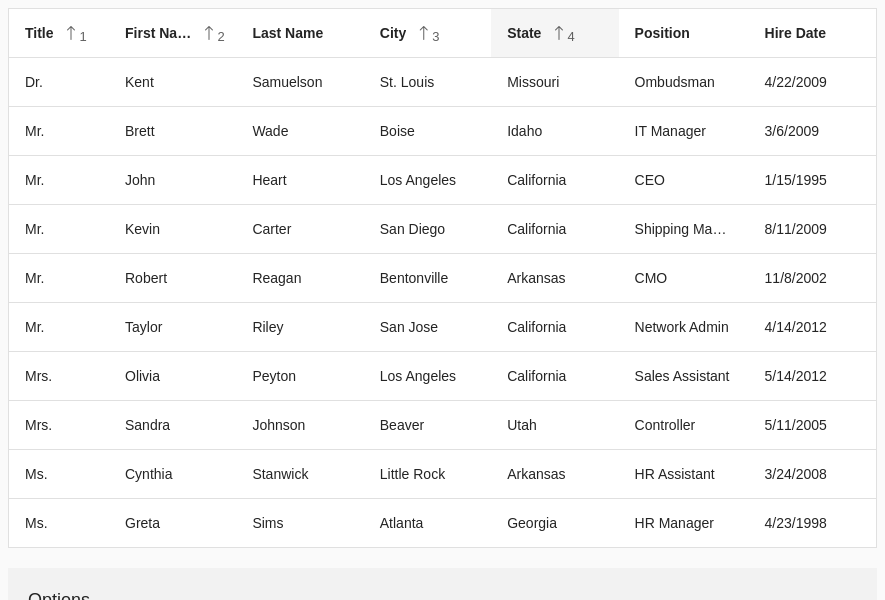 Title ↑ 1 First Na… ↑ 2 Last Name City ↑ 3 State ↑ 4 Position Hire Date
Dr. Kent Samuelson St. Louis Missouri Ombudsman 4/22/2009
Mr. Brett Wade Boise Idaho IT Manager 3/6/2009
Mr. John Heart Los Angeles California CEO 1/15/1995
Mr. Kevin Carter San Diego California Shipping Ma… 8/11/2009
Mr. Robert Reagan Bentonville Arkansas CMO 11/8/2002
Mr. Taylor Riley San Jose California Network Admin 4/14/2012
Mrs. Olivia Peyton Los Angeles California Sales Assistant 5/14/2012
Mrs. Sandra Johnson Beaver Utah Controller 5/11/2005
Ms. Cynthia Stanwick Little Rock Arkansas HR Assistant 3/24/2008
Ms. Greta Sims Atlanta Georgia HR Manager 4/23/1998
Options